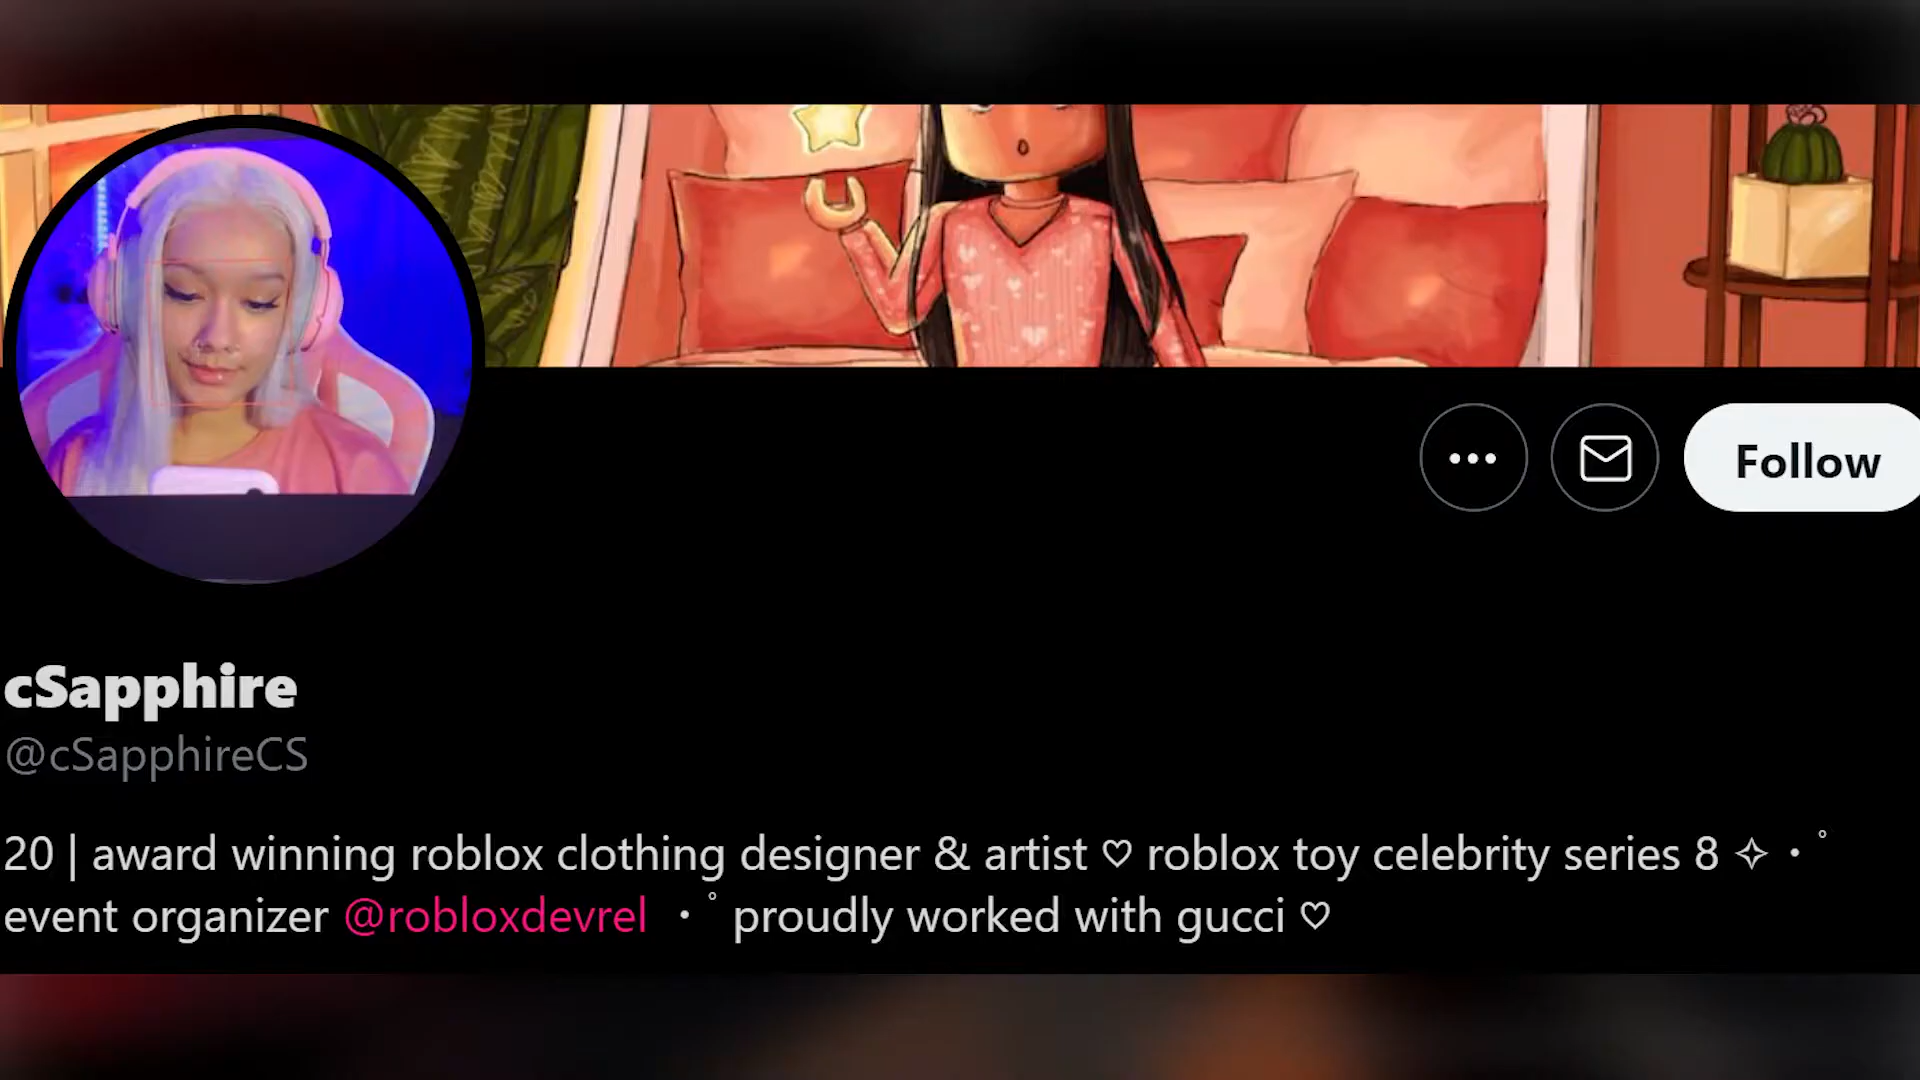 Follow
cSapphire
@cSapphireCS
20 | award winning roblox clothing designer & artist ♡ roblox toy celebrity series 8 ✧・ﾟ
event organizer @robloxdevrel ・ﾟproudly worked with gucci ♡